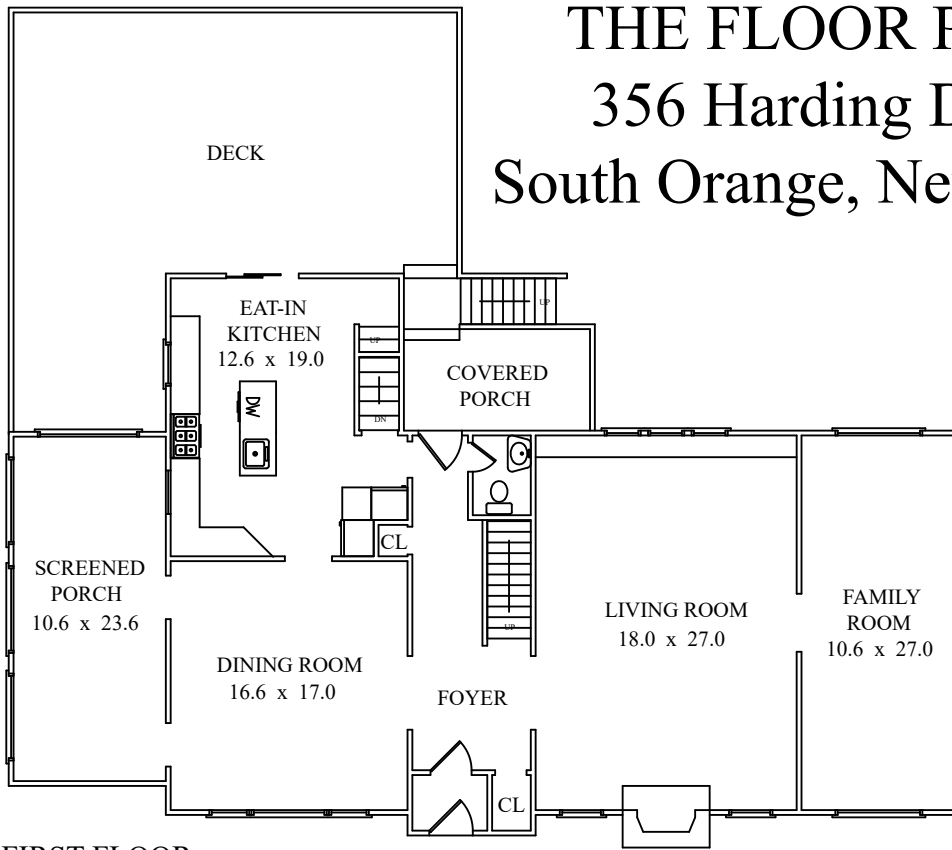 THE FLOOR
356 Harding
South Orange,
DECK
EAT-IN
KITCHEN
12.6 x 19.0
UP
UP
COVERED
PORCH
DN
DW
CL
SCREENED
PORCH
10.6 x 23.6
LIVING ROOM
18.0 x 27.0
FAMILY
ROOM
10.6 x 27.0
UP
DINING ROOM
16.6 x 17.0
FOYER
CL
FIRST FLOOR